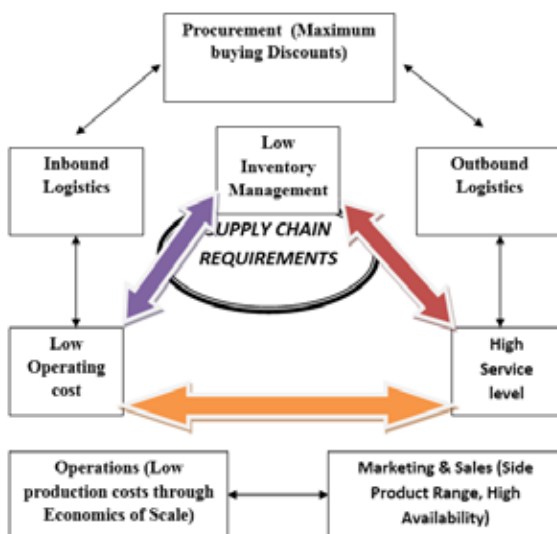 Procurement (Maximum
buying Discounts)
Low
Inventory
Management
Inbound
Logistics
Outbound
Logistics
SUPPLY CHAIN
REQUIREMENTS
Low
Operating
cost
High
Service
level
Operations (Low
production costs through
Economics of Scale)
Marketing & Sales (Side
Product Range, High
Availability)